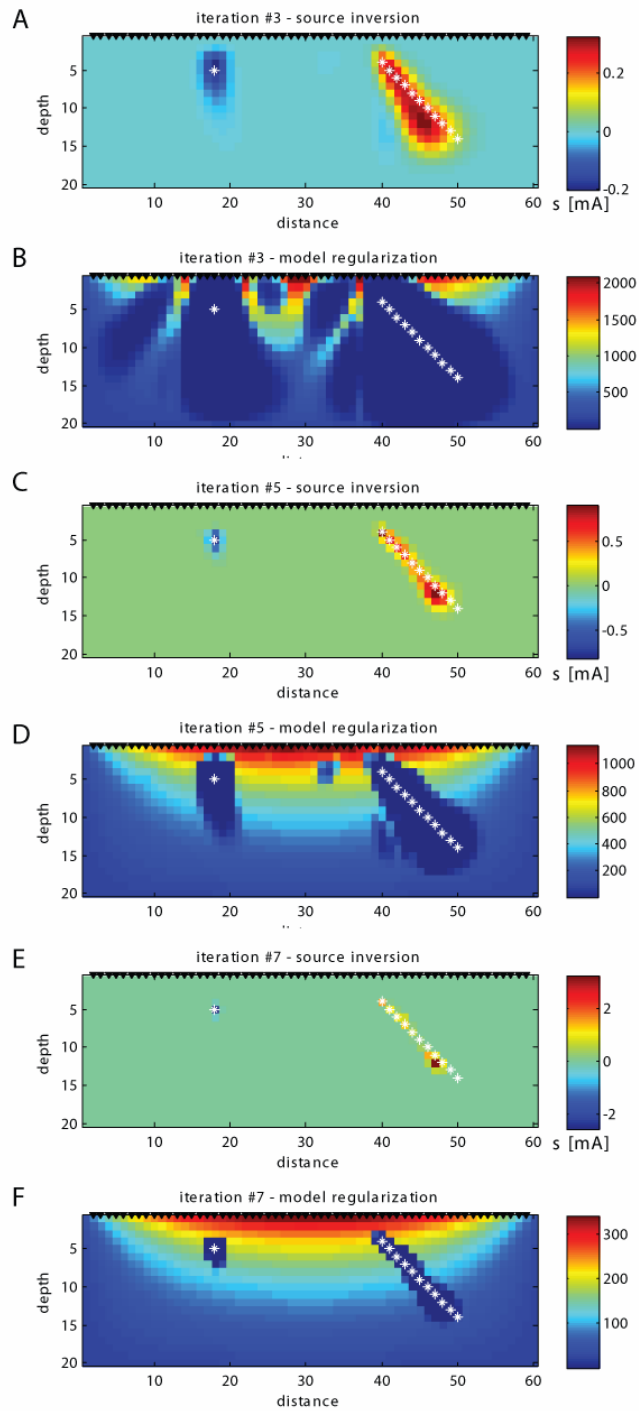 A
iteration #3 - source inversion
depth
5
10
15
20
10 20 30 40 50 60
distance
0.2
0
-0.2
s [mA]
B
iteration #3 - model regularization
depth
5
10
15
20
10 20 30 40 50 60
2000
1500
1000
500
C
iteration #5 - source inversion
depth
5
10
15
20
10 20 30 40 50 60
distance
0.5
0
-0.5
s [mA]
D
iteration #5 - model regularization
depth
5
10
15
20
10 20 30 40 50 60
1000
800
600
400
200
E
iteration #7 - source inversion
depth
5
10
15
20
10 20 30 40 50 60
distance
2
0
-2
s [mA]
F
iteration #7 - model regularization
depth
5
10
15
20
10 20 30 40 50 60
distance
300
200
100